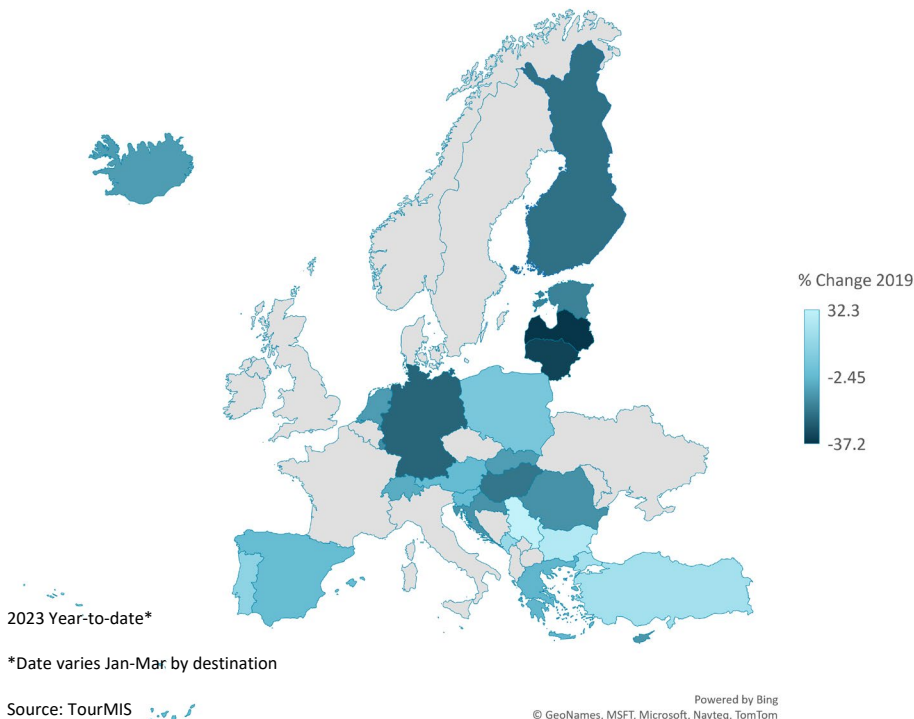 % Change 2019
32.3
-2.45
-37.2
2023 Year-to-date*
*Date varies Jan-Mar by destination
Source: TourMIS
Powered by Bing
© GeoNames, MSFT, Microsoft, Navteq, TomTom